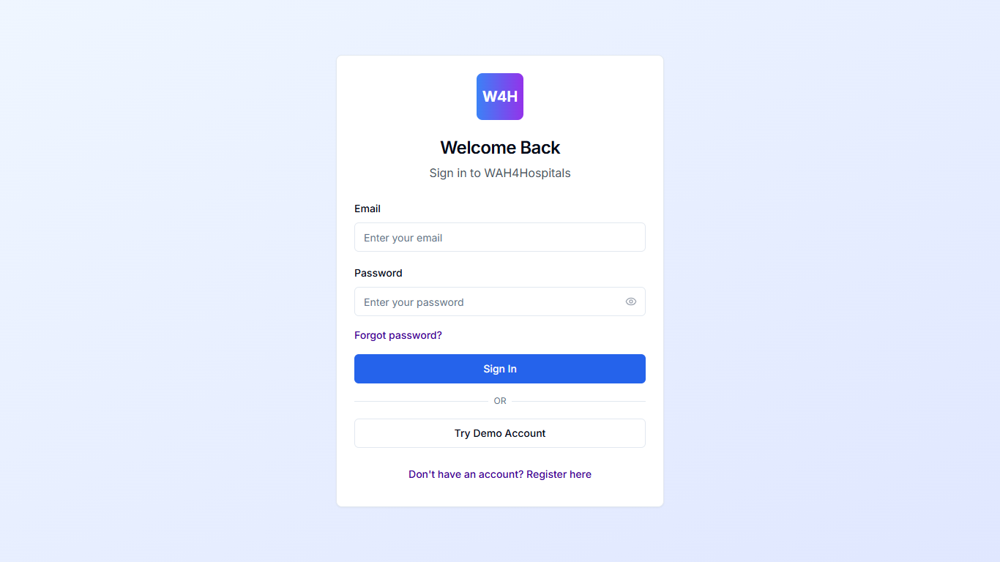 W4H
Welcome Back
Sign in to WAH4Hospitals
Email
Enter your email
Password
Enter your password
Forgot password?
Sign In
OR
Try Demo Account
Don't have an account? Register here